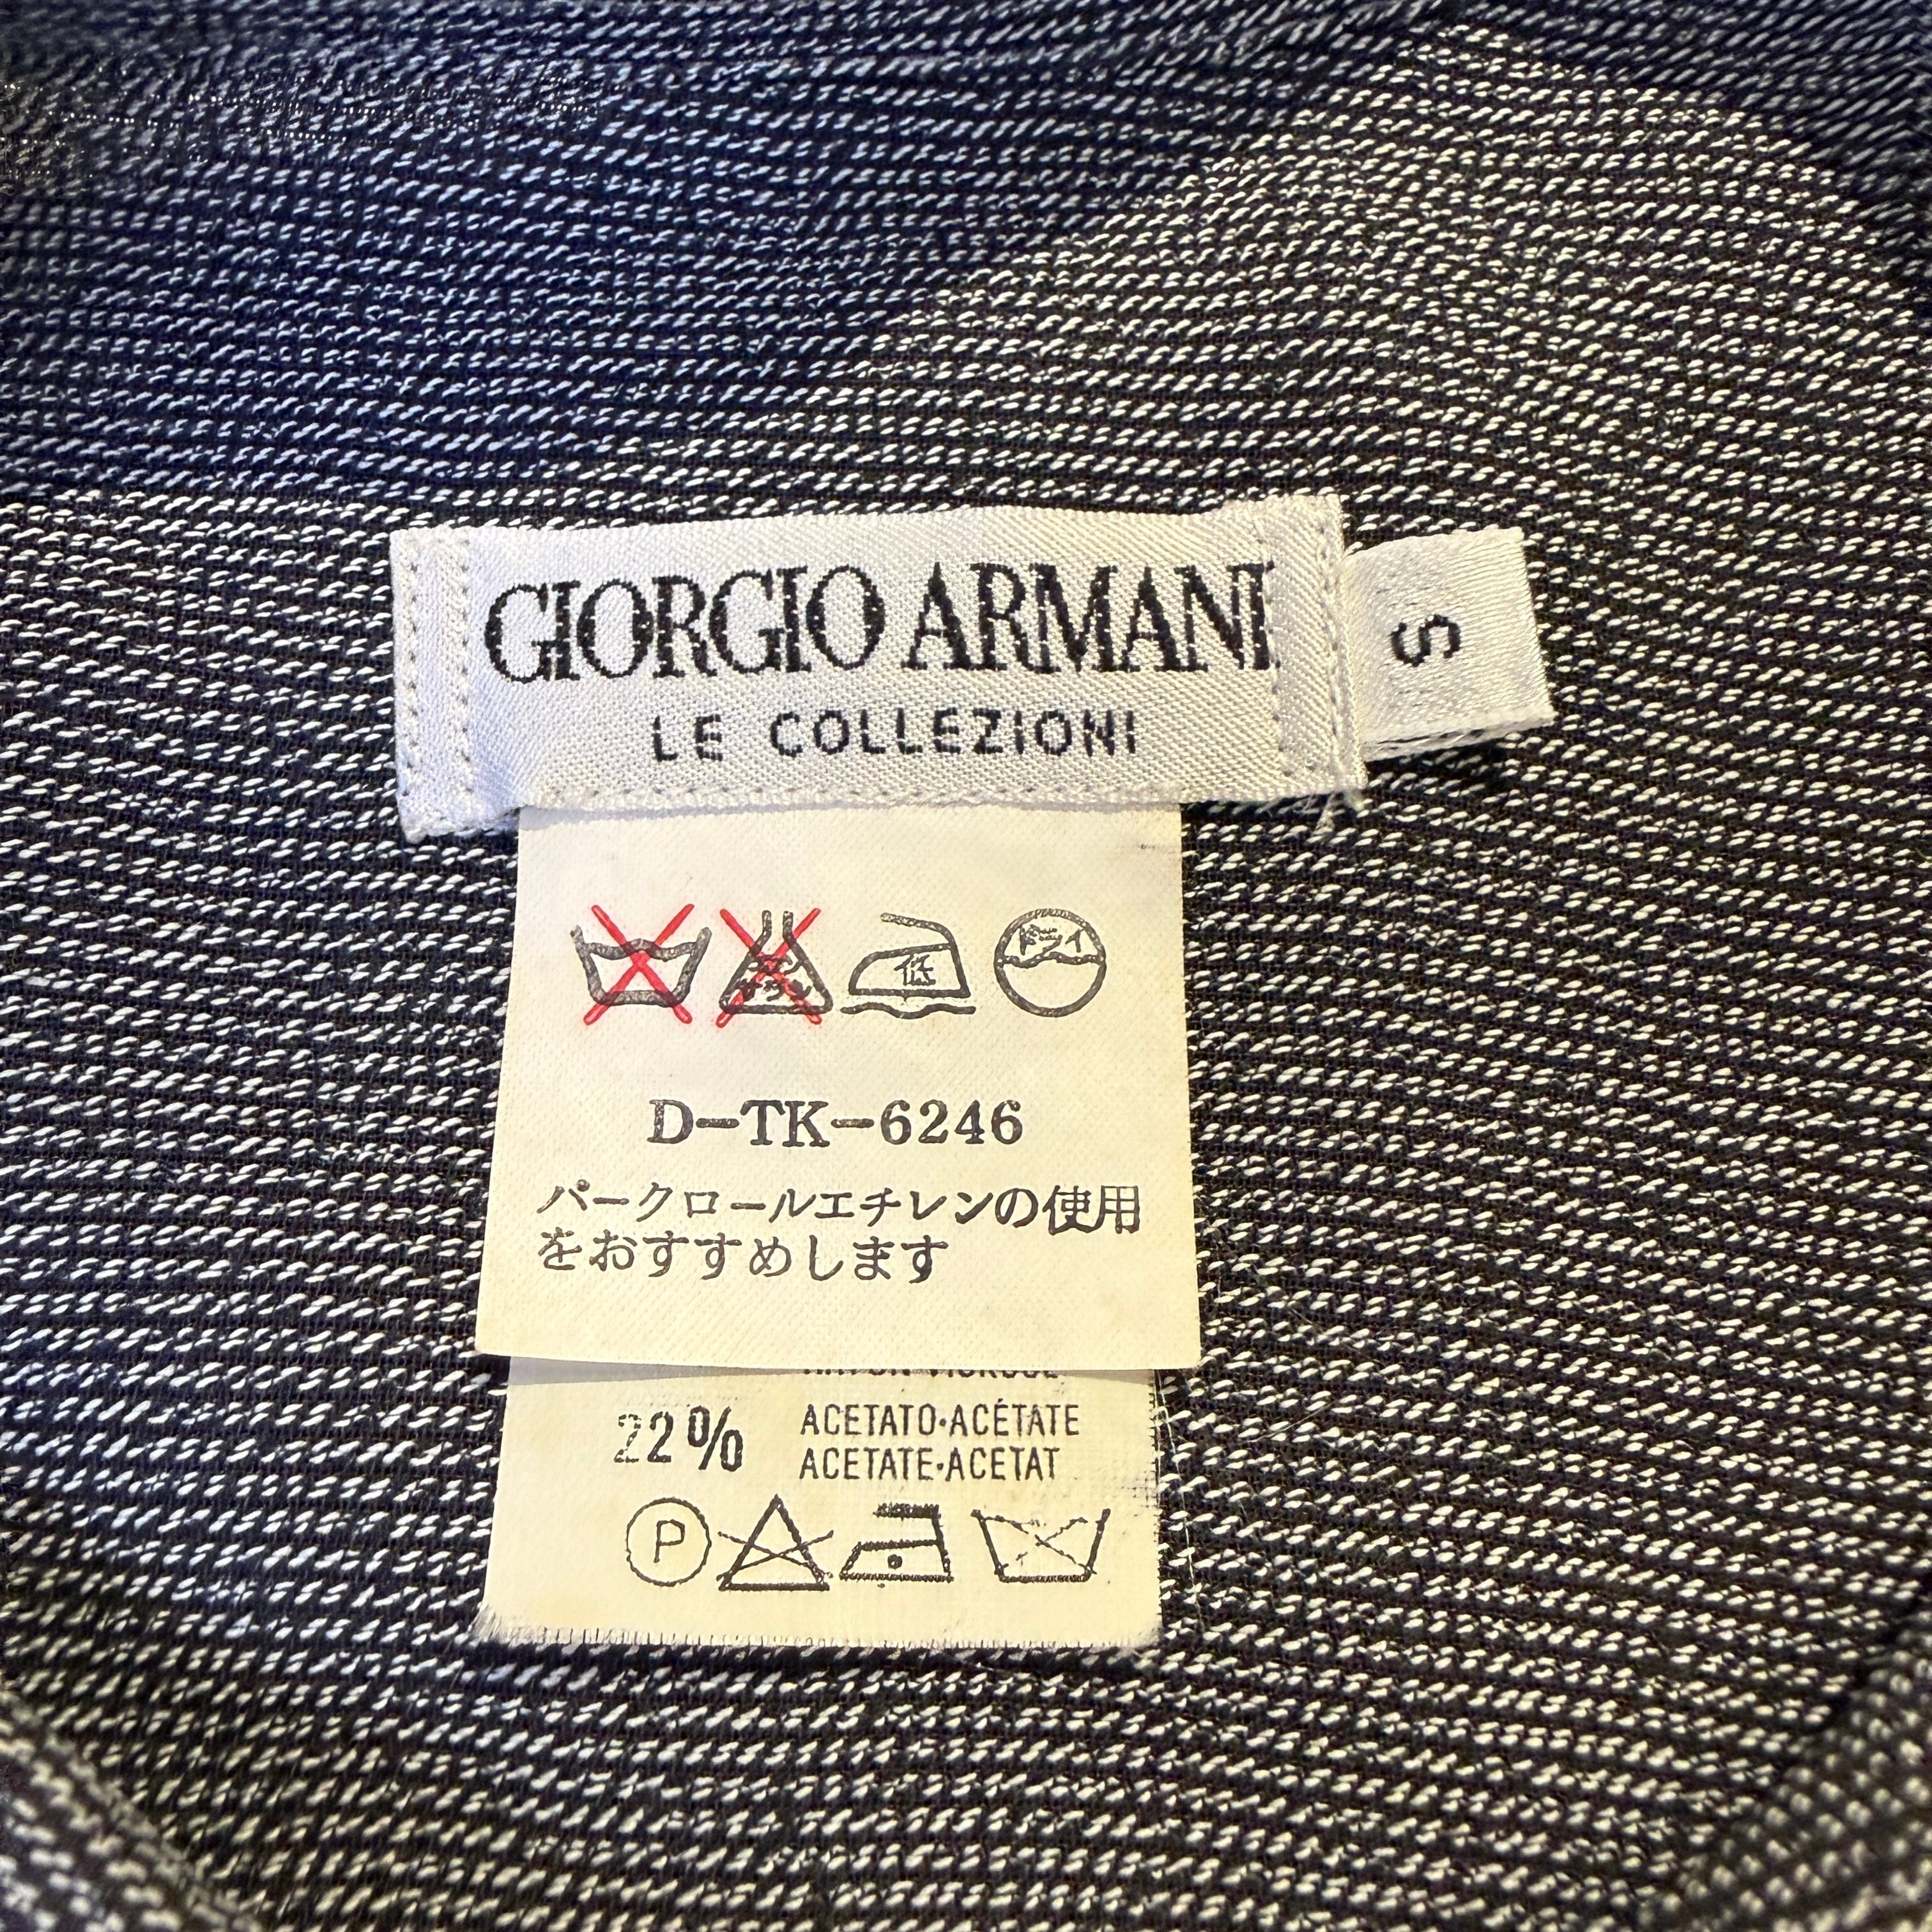 GIORGIO ARMANI
LE COLLEZIONI
S
低
ドライ
D-TK-6246
パークロールエチレンの使用
をおすすめします
22% ACETATO·ACÉTATE
ACETATE·ACETAT
P